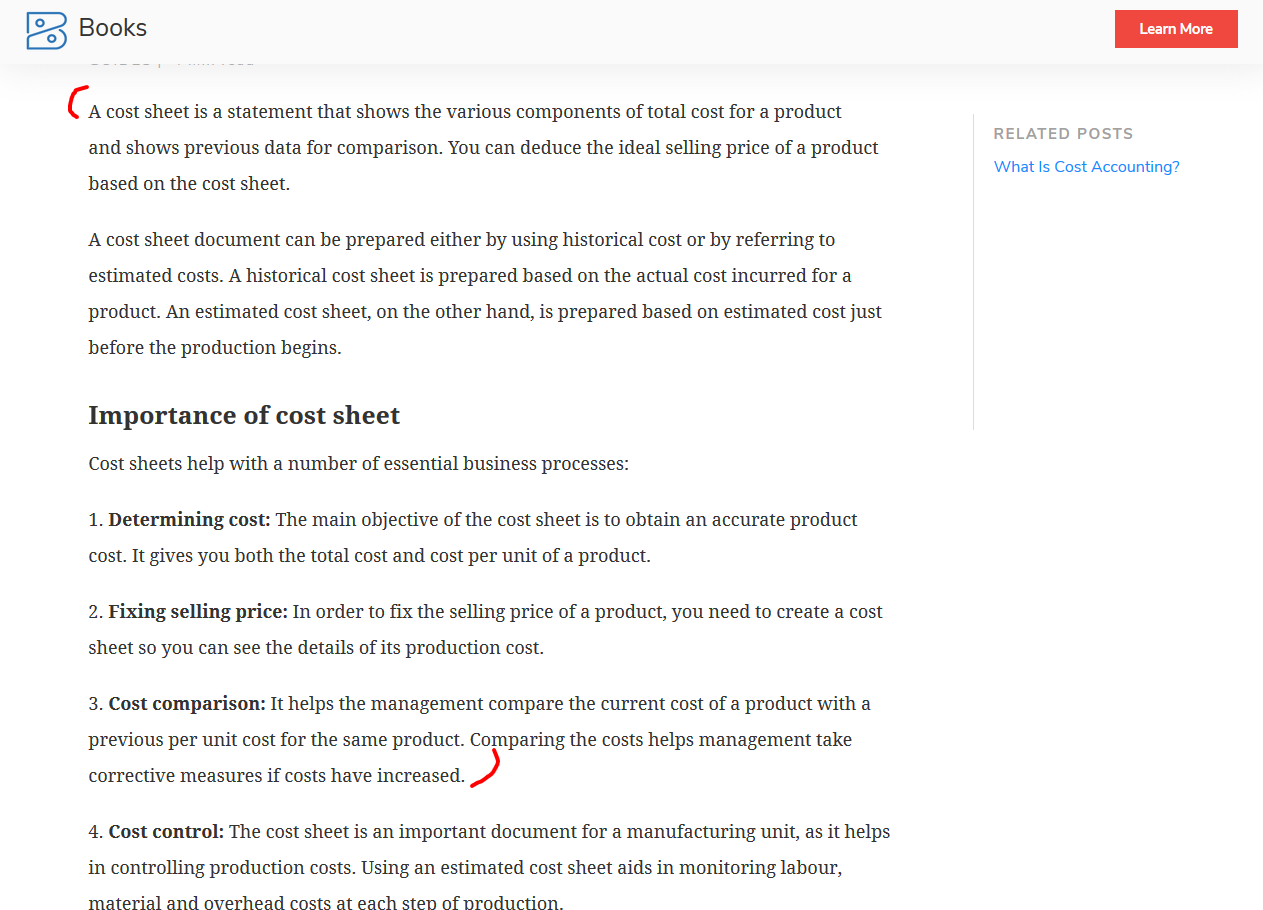 Books
Learn More
A cost sheet is a statement that shows the various components of total cost for a product
and shows previous data for comparison. You can deduce the ideal selling price of a product
based on the cost sheet.
A cost sheet document can be prepared either by using historical cost or by referring to
estimated costs. A historical cost sheet is prepared based on the actual cost incurred for a
product. An estimated cost sheet, on the other hand, is prepared based on estimated cost just
before the production begins.
Importance of cost sheet
Cost sheets help with a number of essential business processes:
1. Determining cost: The main objective of the cost sheet is to obtain an accurate product
cost. It gives you both the total cost and cost per unit of a product.
2. Fixing selling price: In order to fix the selling price of a product, you need to create a cost
sheet so you can see the details of its production cost.
3. Cost comparison: It helps the management compare the current cost of a product with a
previous per unit cost for the same product. Comparing the costs helps management take
corrective measures if costs have increased.
4. Cost control: The cost sheet is an important document for a manufacturing unit, as it helps
in controlling production costs. Using an estimated cost sheet aids in monitoring labour,
material and overhead costs at each step of production.
RELATED POSTS
What Is Cost Accounting?